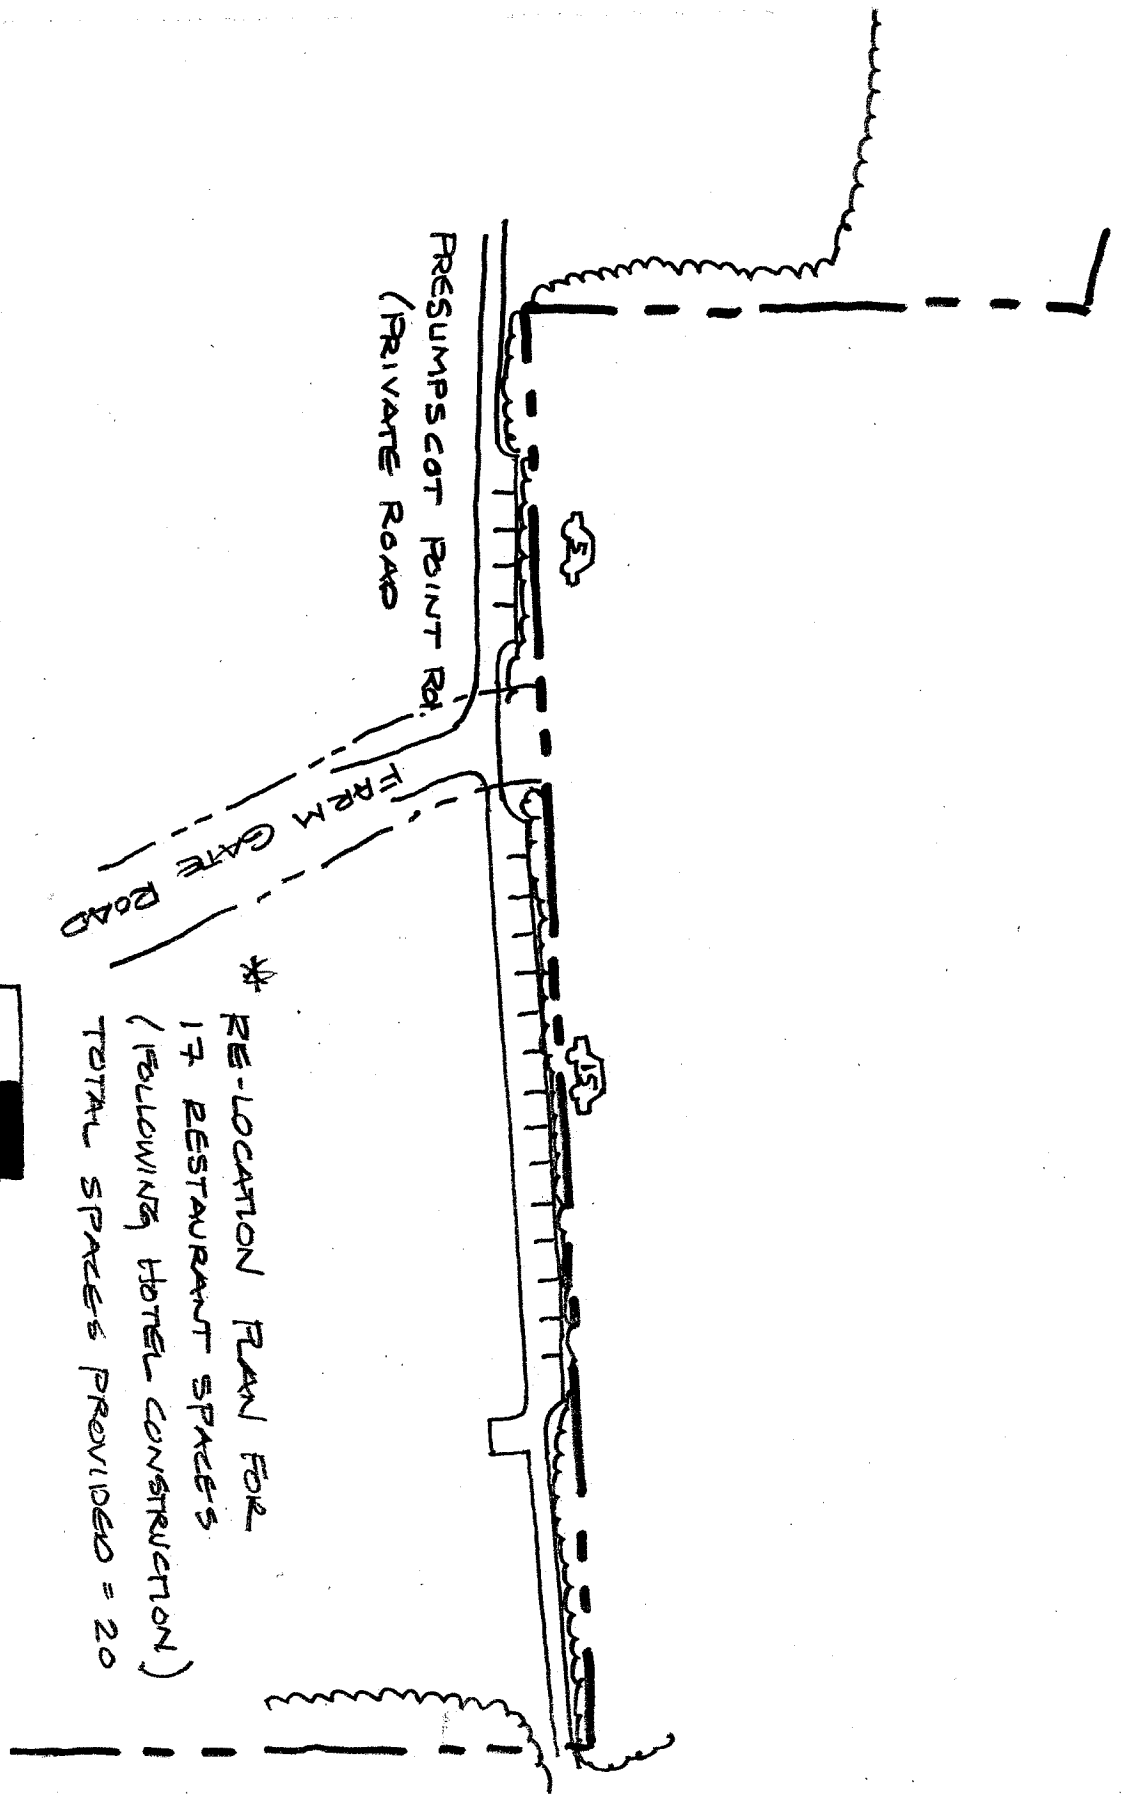 PRESUMPSCOT POINT RD.
(PRIVATE ROAD
5
FARM GATE ROAD
15
* RE-LOCATION PLAN FOR
17 RESTAURANT SPACES
(FOLLOWING HOTEL CONSTRUCTION)
TOTAL SPACES PROVIDED = 20